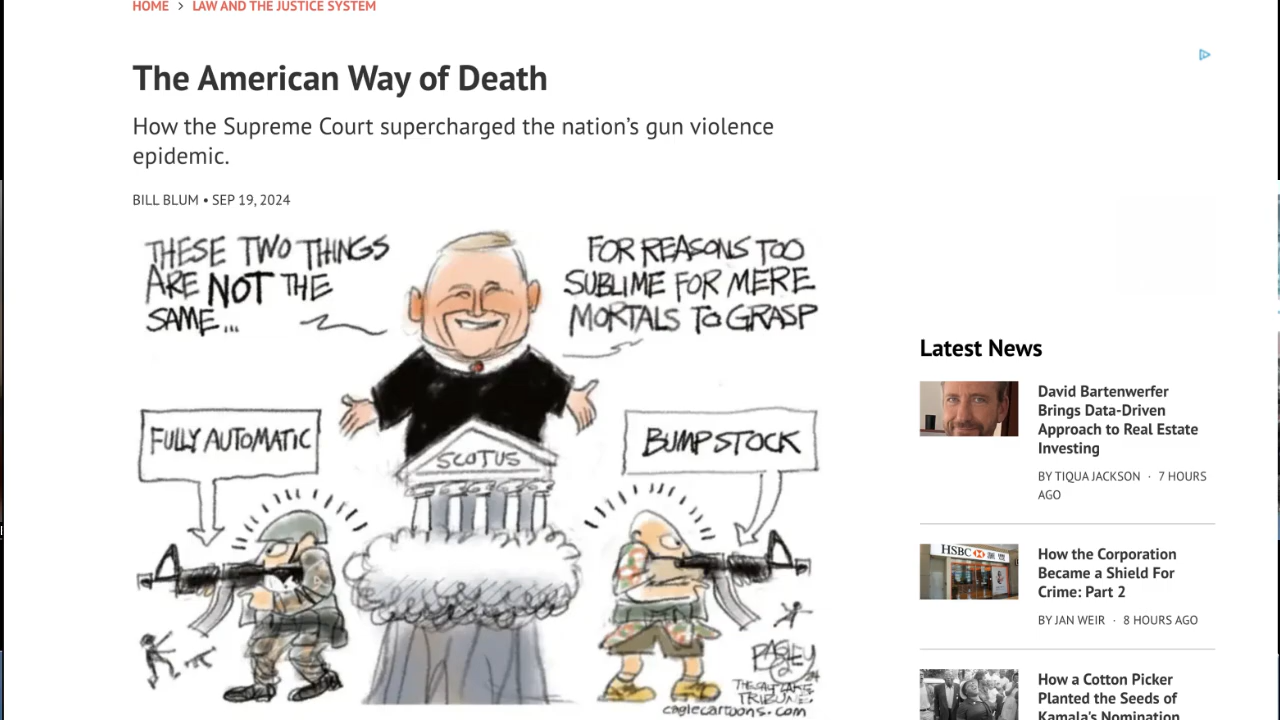 HOME > LAW AND THE JUSTICE SYSTEM
The American Way of Death
How the Supreme Court supercharged the nation's gun violence
epidemic.
BILL BLUM • SEP 19, 2024
THESE TWO THINGS
ARE NOT THE
SAME...
FOR REASONS TOO
SUBLIME FOR MERE
MORTALS TO GRASP
FULLY AUTOMATIC
SCOTUS
BUMP STOCK
BAGLEY
THE SALT LAKE
TRIBUNE
caglecartoons.com
Latest News
David Bartenwerfer
Brings Data-Driven
Approach to Real Estate
Investing
BY TIQUA JACKSON · 7 HOURS
AGO
HSBC
How the Corporation
Became a Shield For
Crime: Part 2
BY JAN WEIR · 8 HOURS AGO
How a Cotton Picker
Planted the Seeds of
Kamala's Nomination